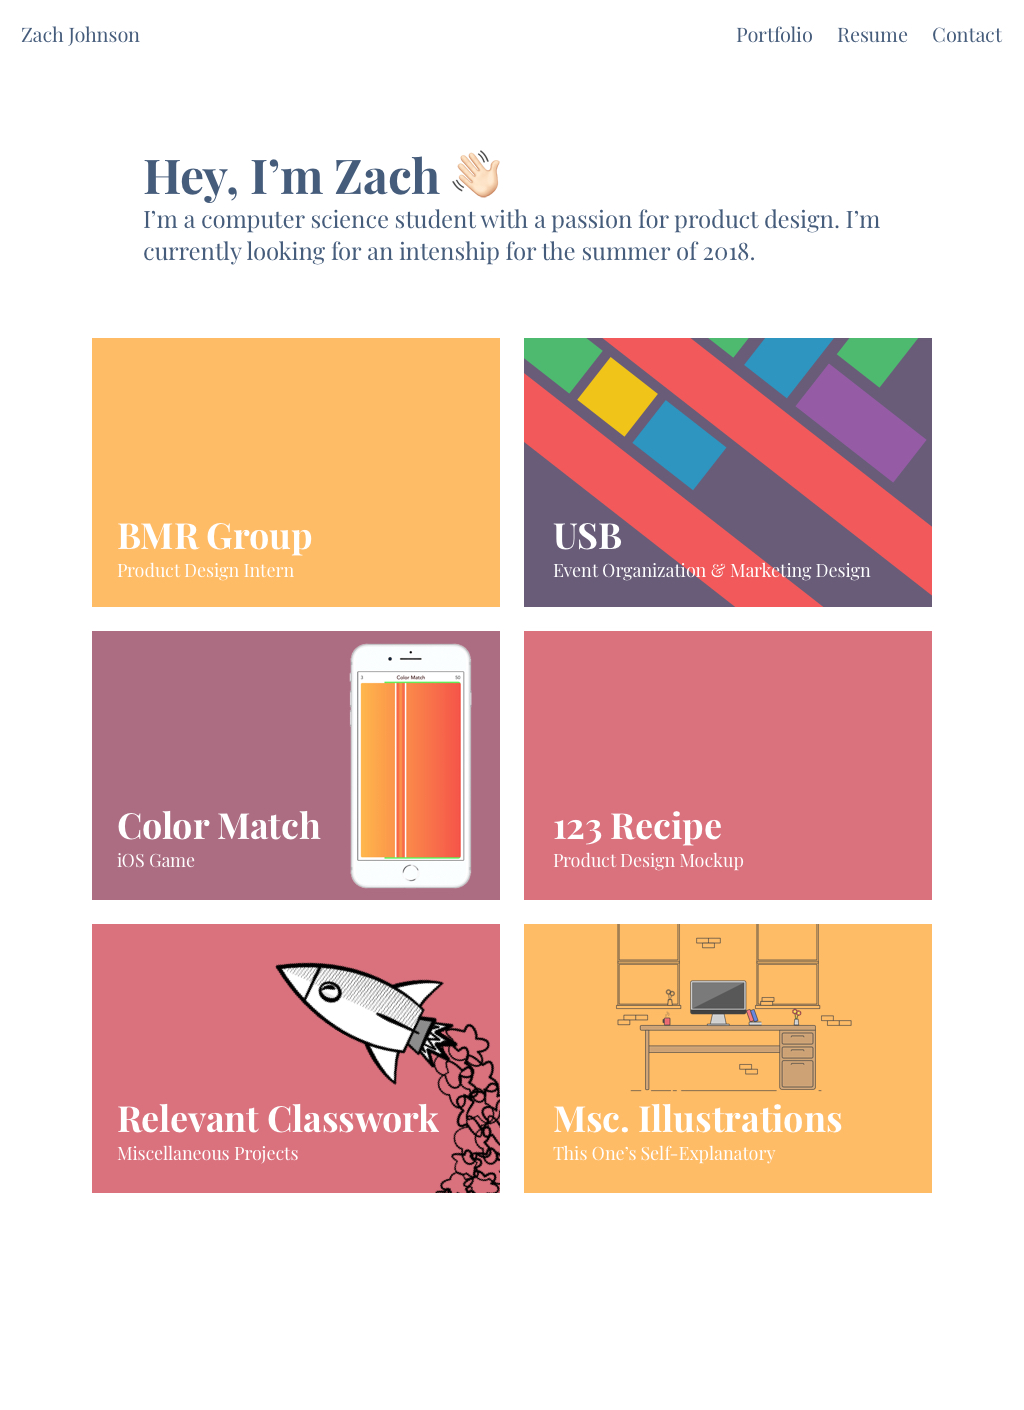 Zach Johnson
Portfolio Resume Contact
Hey, I’m Zach 👋🏻
I’m a computer science student with a passion for product design. I’m
currently looking for an intenship for the summer of 2018.
BMR Group
Product Design Intern
USB
Event Organization & Marketing Design
3 Color Match 50
Color Match
iOS Game
123 Recipe
Product Design Mockup
Relevant Classwork
Miscellaneous Projects
Msc. Illustrations
This One’s Self-Explanatory